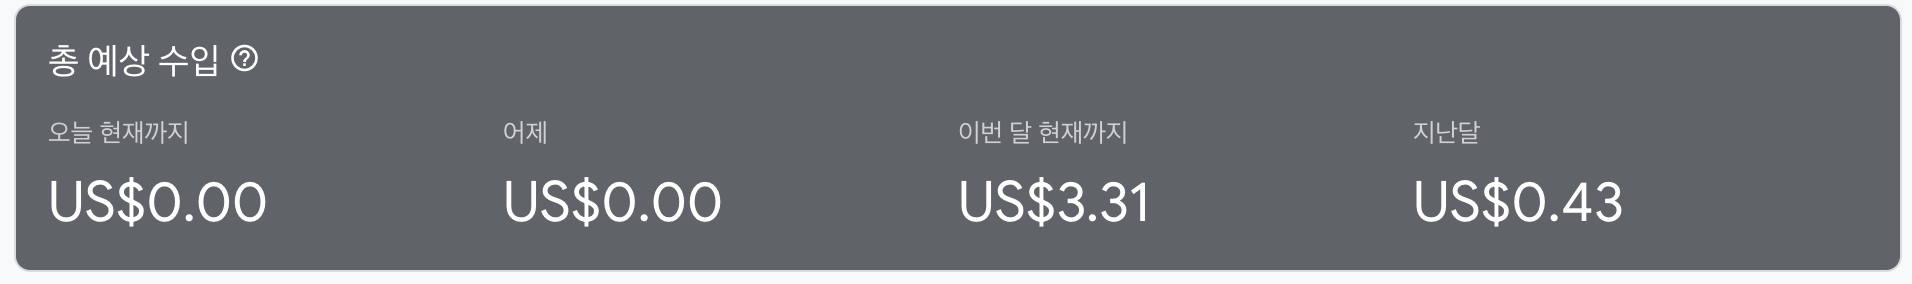 총 예상 수입
오늘 현재까지
어제
이번 달 현재까지
지난달
US$0.00
US$0.00
US$3.31
US$0.43